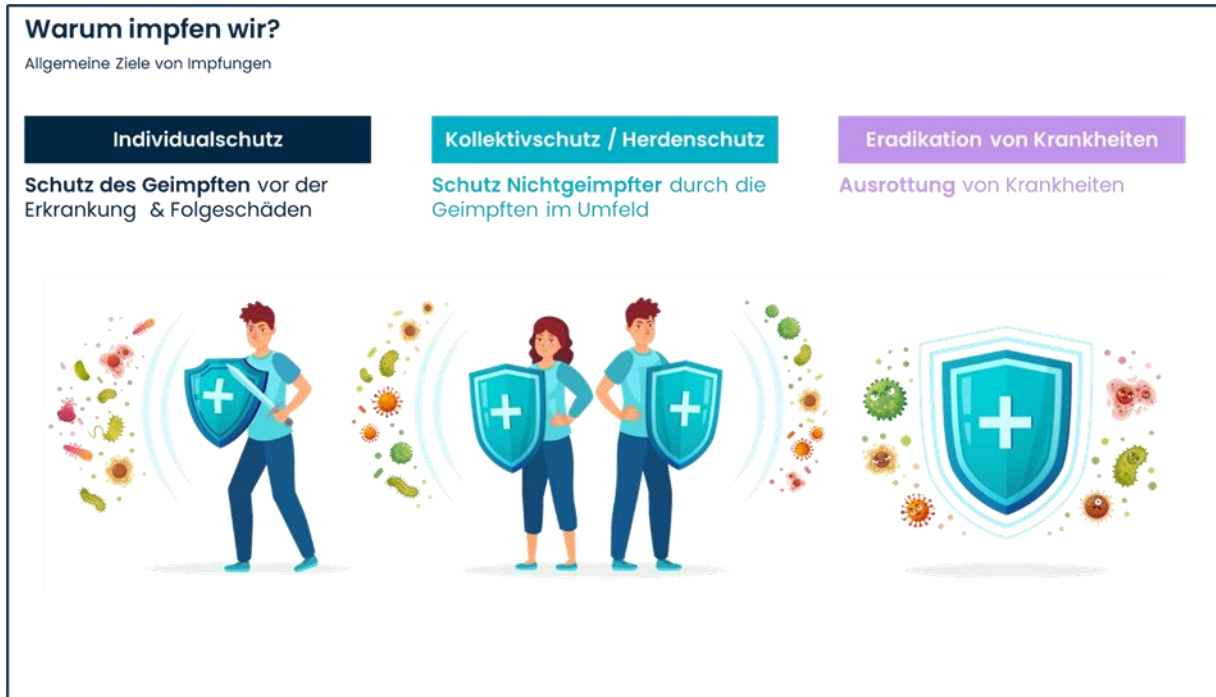 Warum impfen wir?
Allgemeine Ziele von Impfungen
Individualschutz
Schutz des Geimpften vor der
Erkrankung & Folgeschäden
Kollektivschutz / Herdenschutz
Schutz Nichtgeimpfter durch die
Geimpften im Umfeld
Eradikation von Krankheiten
Ausrottung von Krankheiten